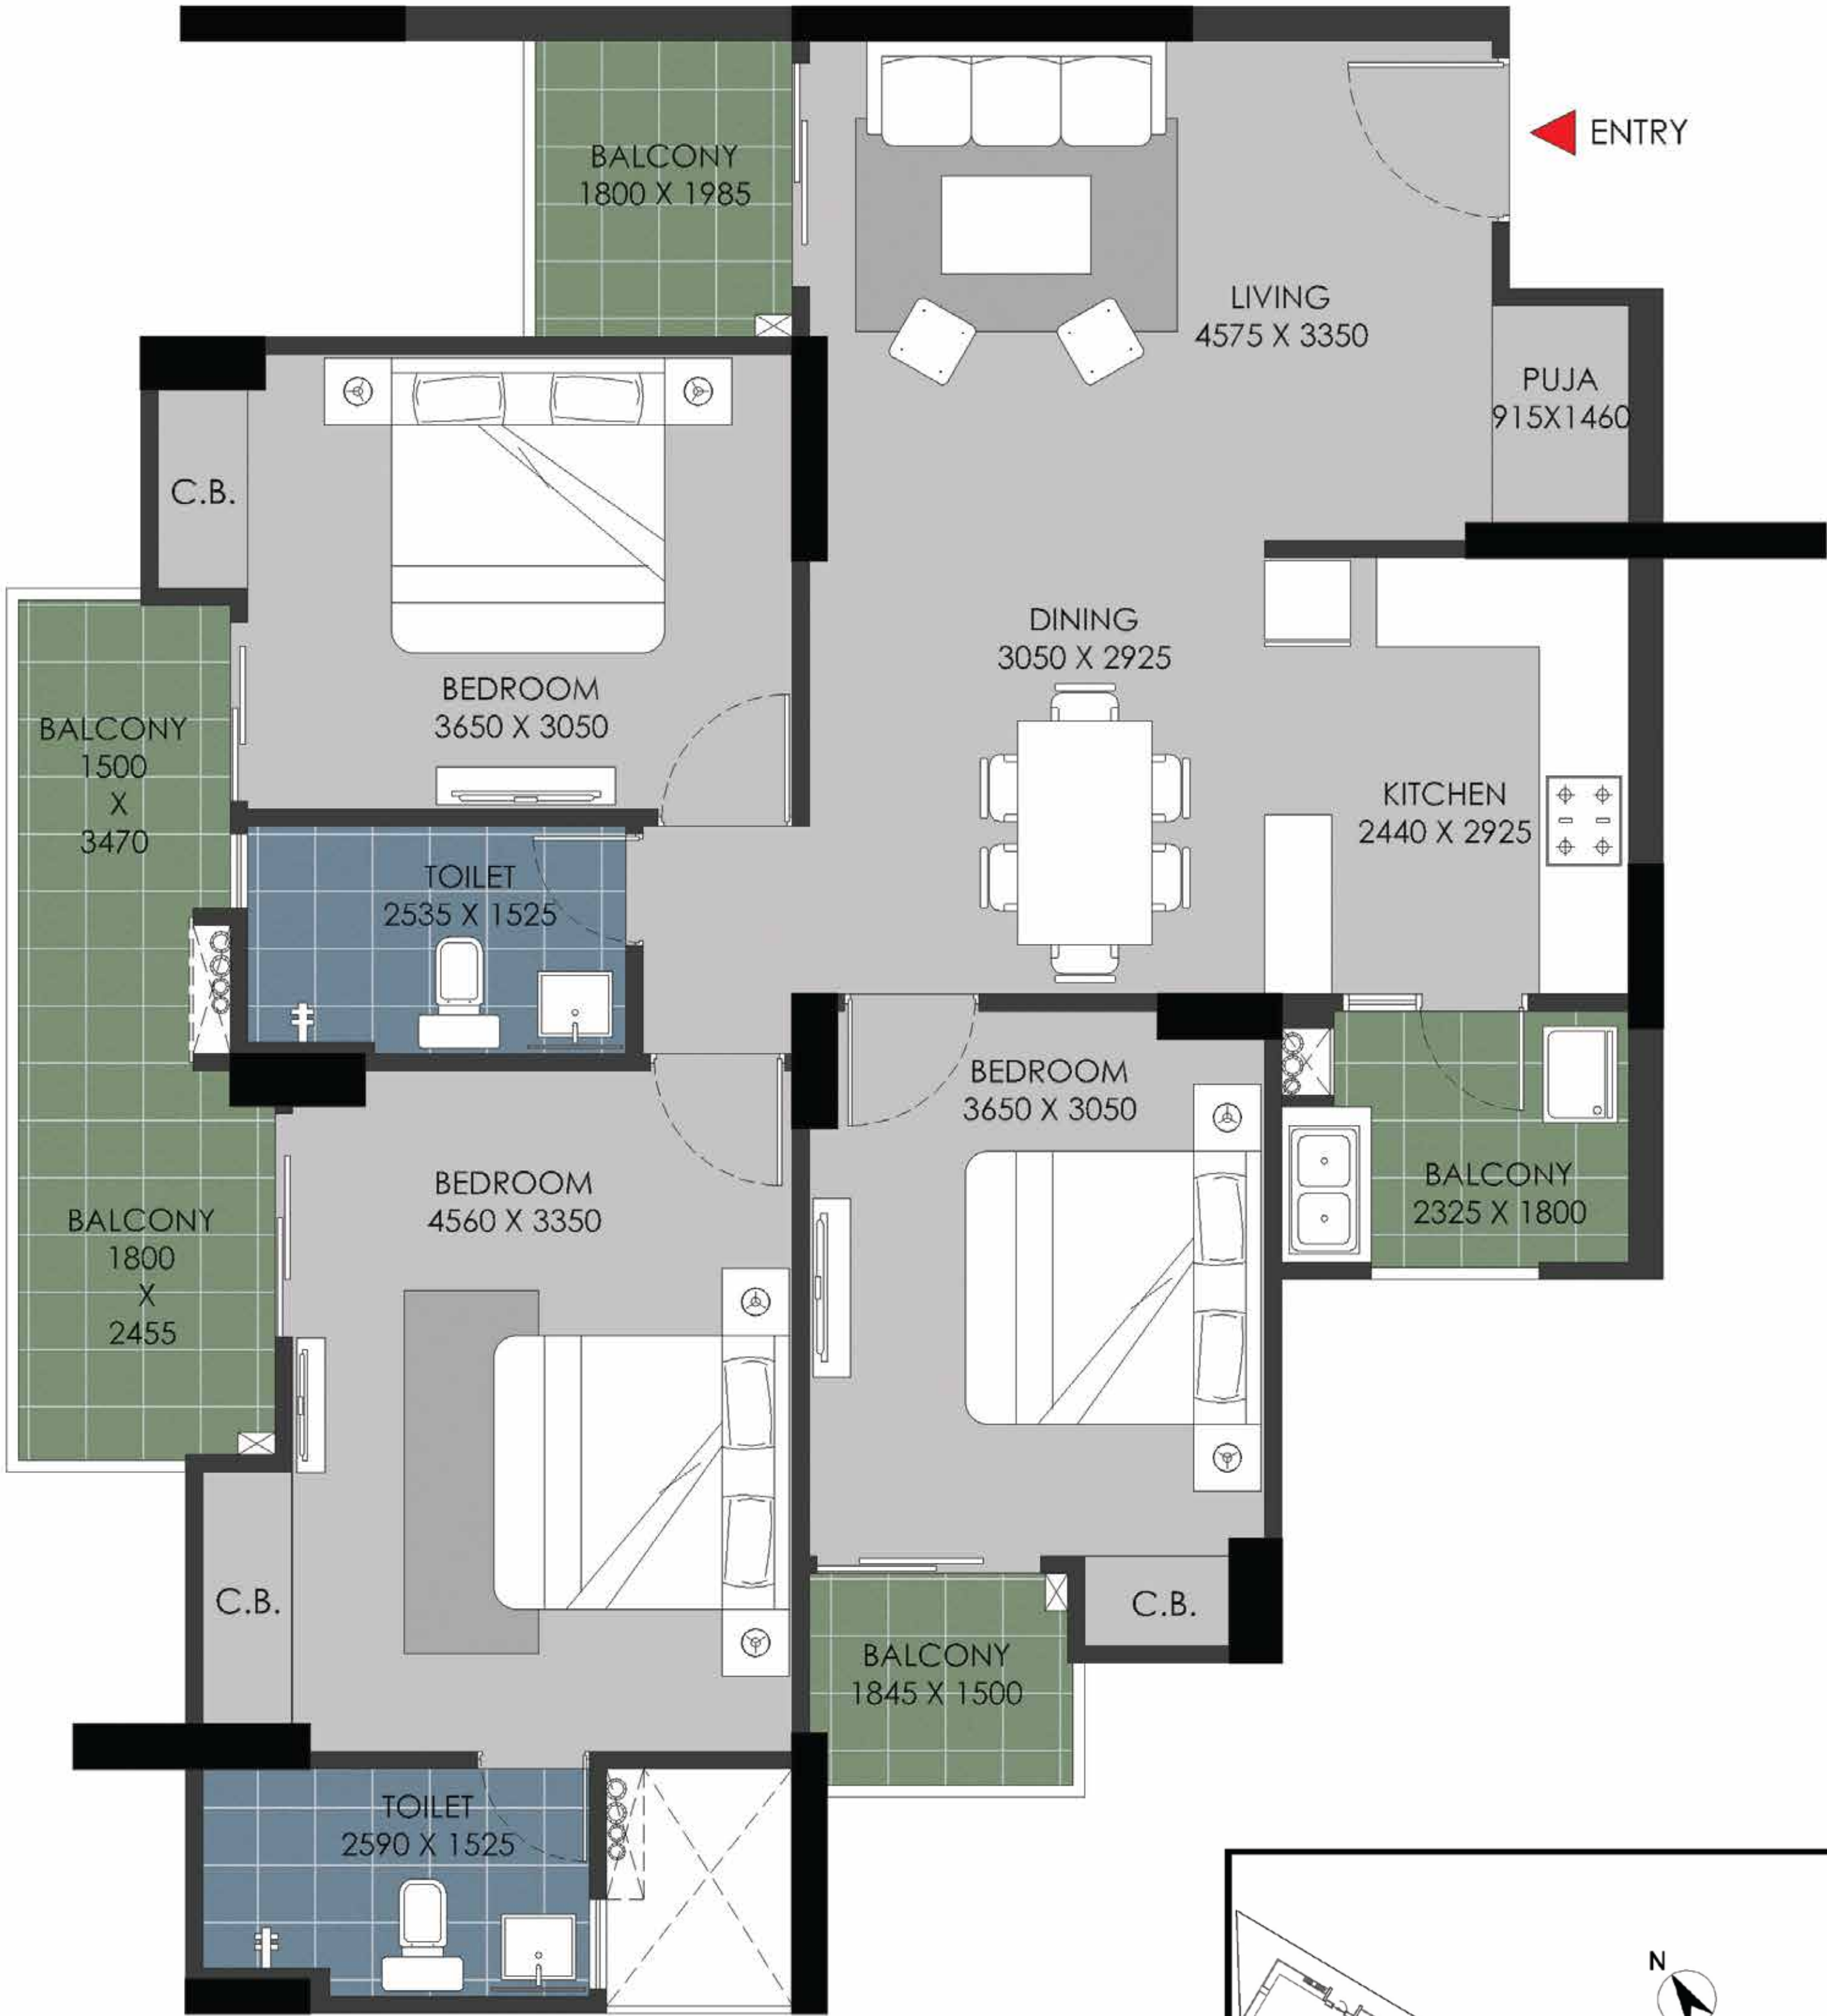 BALCONY
1800 X 1985
ENTRY
LIVING
4575 X 3350
PUJA
915X1460
C.B.
DINING
3050 X 2925
BEDROOM
3650 X 3050
BALCONY
1500
X
3470
KITCHEN
2440 X 2925
TOILET
2535 X 1525
BEDROOM
3650 X 3050
BEDROOM
4560 X 3350
BALCONY
2325 X 1800
BALCONY
1800
X
2455
C.B.
C.B.
BALCONY
1845 X 1500
TOILET
2590 X 1525
N